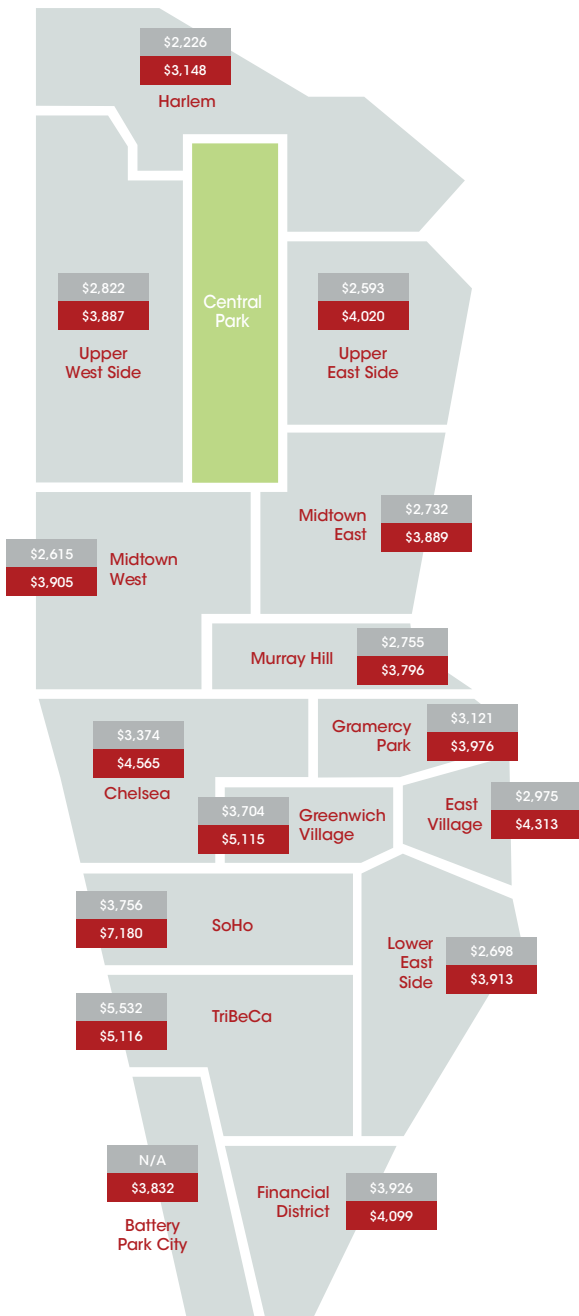 $2,226
$3,148
Harlem
$2,822
$3,887
Upper
West Side
Central
Park
$2,593
$4,020
Upper
East Side
Midtown
East
$2,732
$3,889
$2,615
$3,905
Midtown
West
Murray Hill
$2,755
$3,796
$3,374
$4,565
Chelsea
Gramercy
Park
$3,121
$3,976
$3,704
$5,115
Greenwich
Village
East
Village
$2,975
$4,313
$3,756
$7,180
SoHo
Lower
East
Side
$2,698
$3,913
$5,532
$5,116
TriBeCa
N/A
$3,832
Battery
Park City
Financial
District
$3,926
$4,099